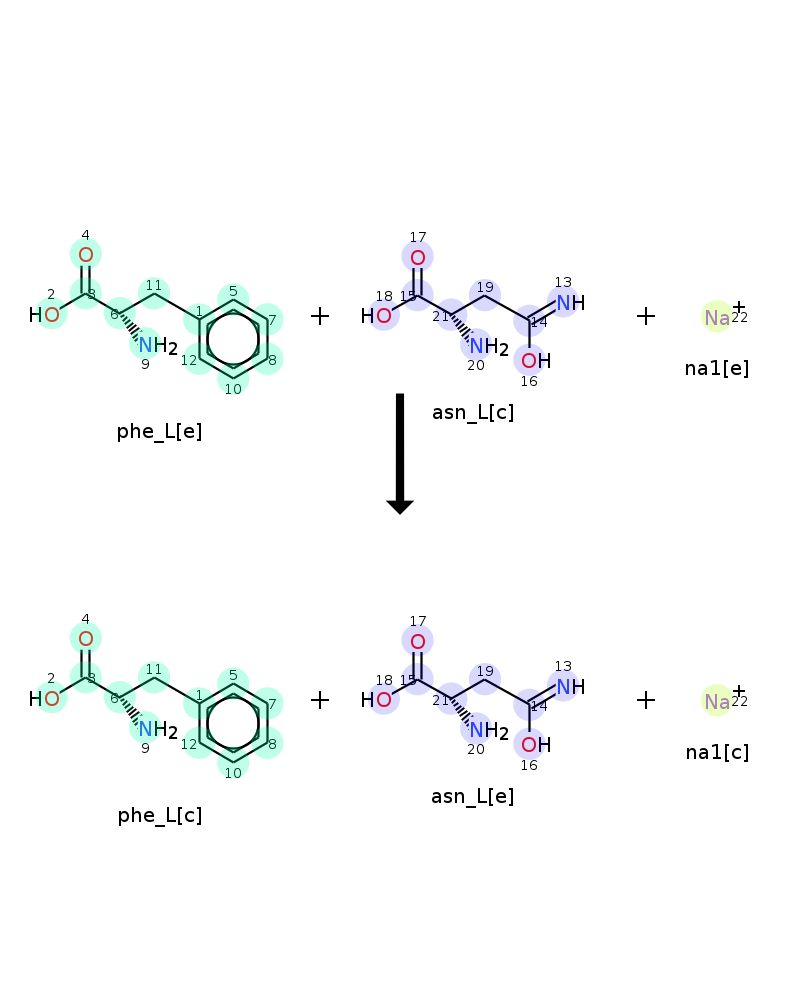 4 17
2 3 11 5 18 15 19 13
HO O 6 1 7 + HO O 21 14 NH + Na+ 22
NH2 12 8 NH2 OH
9 10 20 16 na1[e]
phe_L[e] asn_L[c]
4 17
2 3 11 5 18 15 19 13
HO O 6 1 7 + HO O 21 14 NH + Na+ 22
NH2 12 8 NH2 OH
9 10 20 16 na1[c]
phe_L[c] asn_L[e]